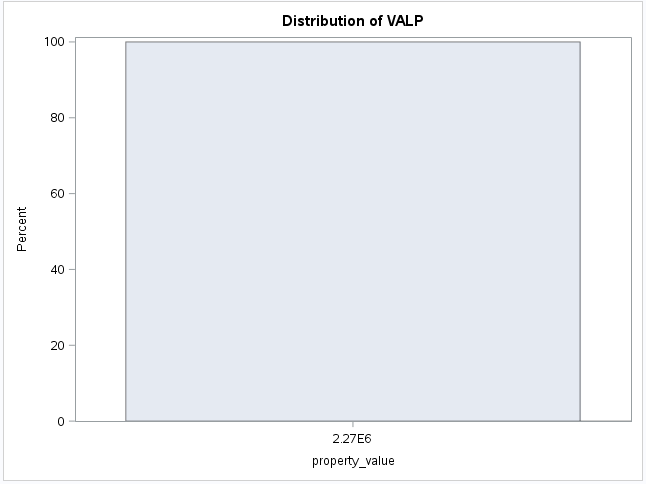 Distribution of VALP
100
80
60
40
20
0
Percent
2.27E6
property_value